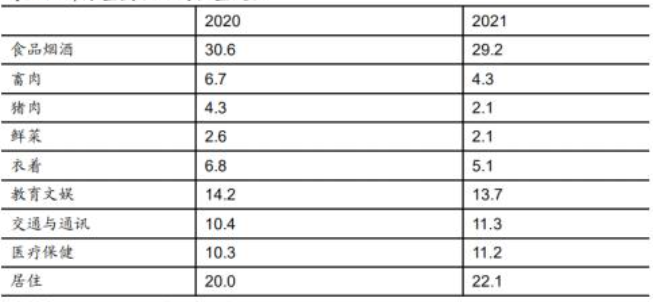 2020 2021
食品烟酒 30.6 29.2
畜肉 6.7 4.3
猪肉 4.3 2.1
鲜菜 2.6 2.1
衣着 6.8 5.1
教育文娱 14.2 13.7
交通与通讯 10.4 11.3
医疗保健 10.3 11.2
居住 20.0 22.1